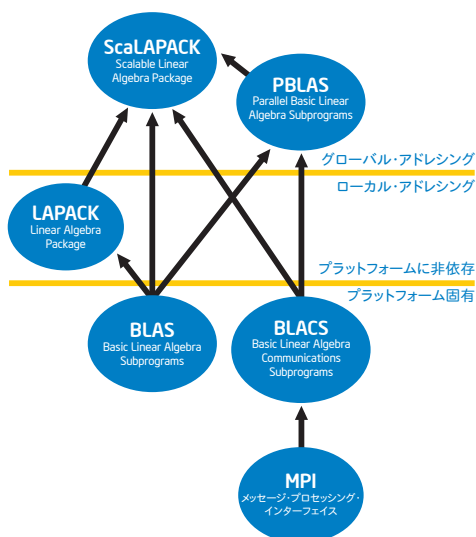 ScaLAPACK
Scalable Linear
Algebra Package
PBLAS
Parallel Basic Linear
Algebra Subprograms
グローバル・アドレシング
ローカル・アドレシング
LAPACK
Linear Algebra
Package
プラットフォームに非依存
プラットフォーム固有
BLAS
Basic Linear Algebra
Subprograms
BLACS
Basic Linear Algebra
Communications
Subprograms
MPI
メッセージ・プロセッシング・
インターフェイス